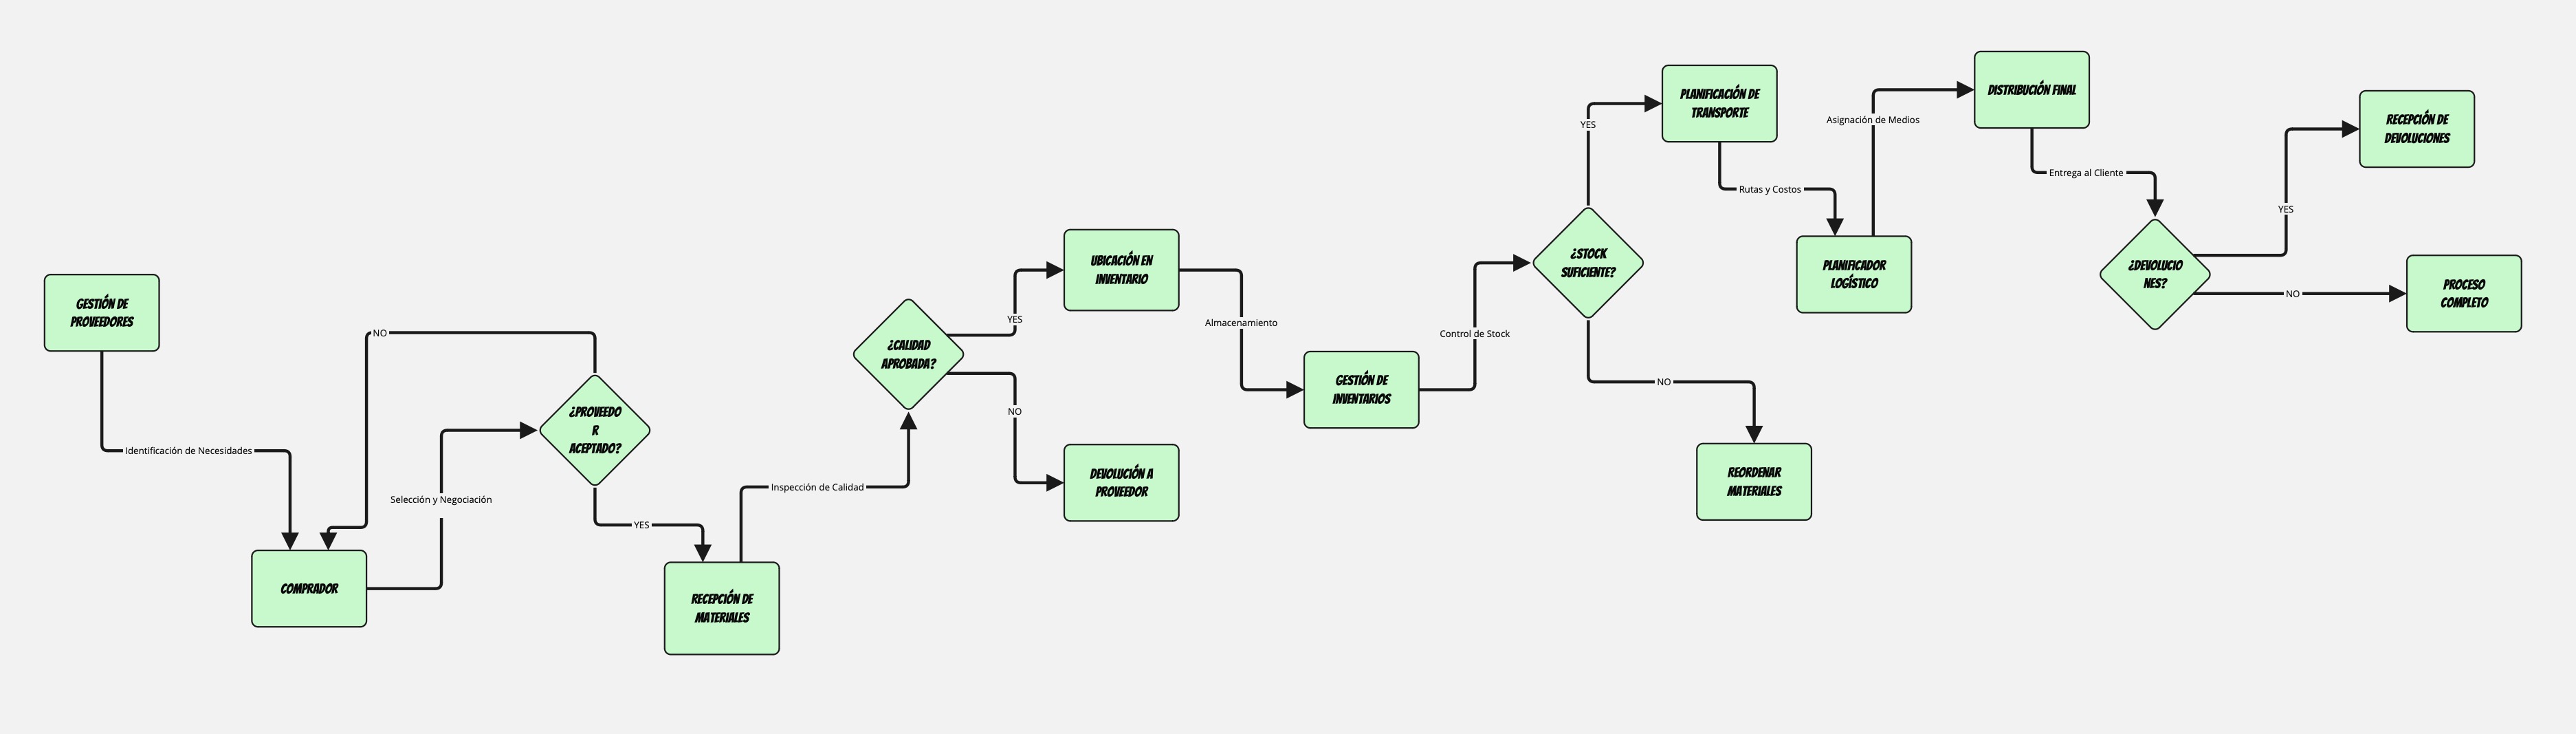 GESTIÓN DE
PROVEEDORES
Identificación de Necesidades
COMPRADOR
NO
Selección y Negociación
¿PROVEEDO
R
ACEPTADO?
YES
RECEPCIÓN DE
MATERIALES
Inspección de Calidad
¿CALIDAD
APROBADA?
YES
NO
UBICACIÓN EN
INVENTARIO
DEVOLUCIÓN A
PROVEEDOR
Almacenamiento
GESTIÓN DE
INVENTARIOS
Control de Stock
¿STOCK
SUFICIENTE?
YES
NO
PLANIFICACIÓN DE
TRANSPORTE
REORDENAR
MATERIALES
Rutas y Costos
PLANIFICADOR
LOGÍSTICO
Asignación de Medios
DISTRIBUCIÓN FINAL
Entrega al Cliente
¿DEVOLUCIO
NES?
YES
NO
RECEPCIÓN DE
DEVOLUCIONES
PROCESO
COMPLETO